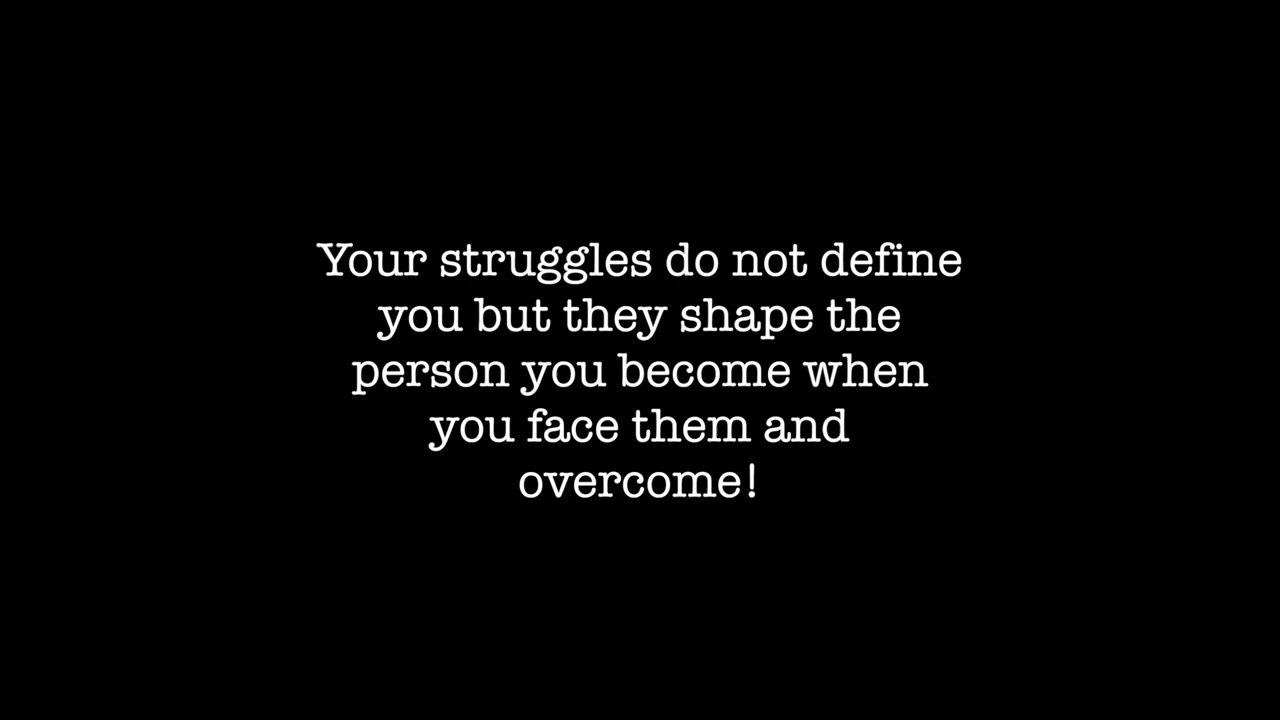 Your struggles do not define
you but they shape the
person you become when
you face them and
overcome!